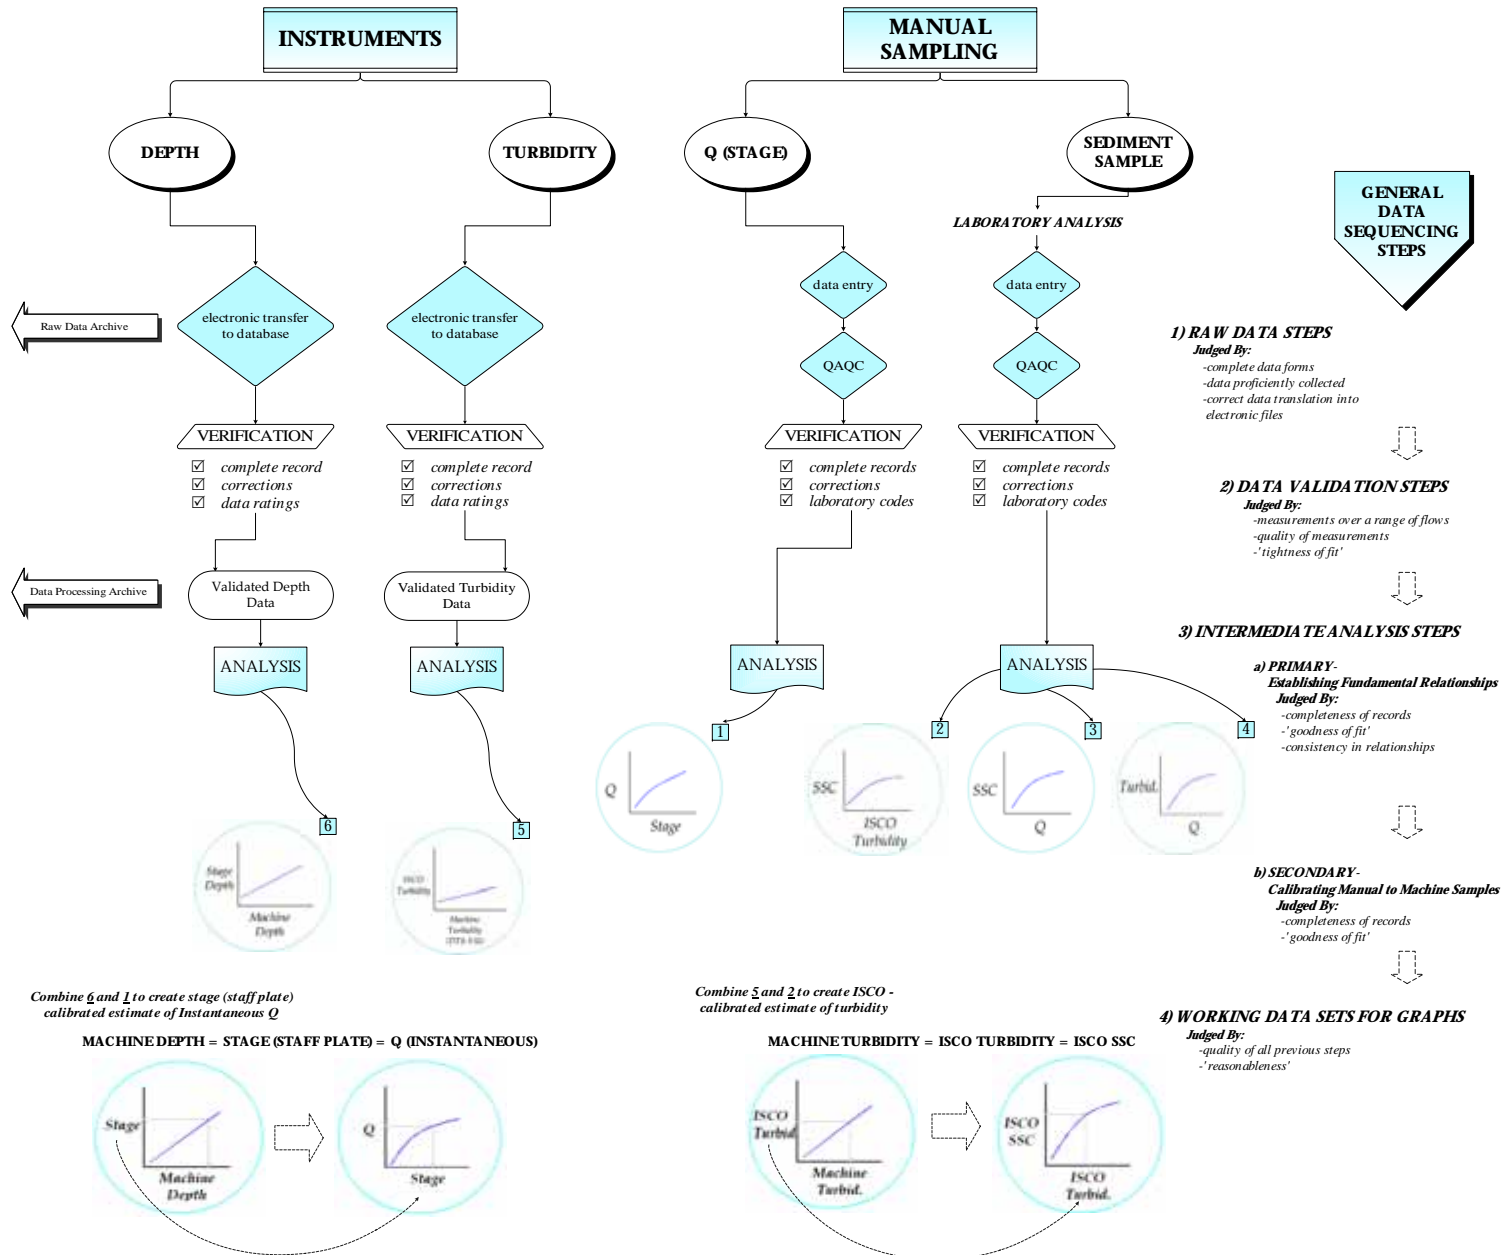 INSTRUMENTS
MANUAL
SAMPLING
DEPTH
TURBIDITY
Q (STAGE)
SEDIMENT
SAMPLE
LABORATORY ANALYSIS
GENERAL
DATA
SEQUENCING
STEPS
Raw Data Archive
electronic transfer
to database
electronic transfer
to database
data entry
data entry
QAQC
QAQC
VERIFICATION
complete record
corrections
data ratings
VERIFICATION
complete record
corrections
data ratings
VERIFICATION
complete records
corrections
laboratory codes
VERIFICATION
complete records
corrections
laboratory codes
Data Processing Archive
Validated Depth
Data
Validated Turbidity
Data
ANALYSIS
ANALYSIS
ANALYSIS
ANALYSIS
1
2
3
4
6
5
Q
Stage
SSC
ISCO
Turbidity
SSC
Q
Turbid.
Q
Stage
Depth
Machine
Depth
ISCO
Turbidity
Machine
Turbidity
1) RAW DATA STEPS
Judged By:
-complete data forms
-data proficiently collected
-correct data translation into
electronic files
2) DATA VALIDATION STEPS
Judged By:
-measurements over a range of flows
-quality of measurements
-'tightness of fit'
3) INTERMEDIATE ANALYSIS STEPS
a) PRIMARY-
Establishing Fundamental Relationships
Judged By:
-completeness of records
-'goodness of fit'
-consistency in relationships
b) SECONDARY-
Calibrating Manual to Machine Samples
Judged By:
-completeness of records
-'goodness of fit'
4) WORKING DATA SETS FOR GRAPHS
Judged By:
-quality of all previous steps
-'reasonableness'
Combine 6 and 1 to create stage (staff plate)
calibrated estimate of Instantaneous Q
MACHINE DEPTH = STAGE (STAFF PLATE) = Q (INSTANTANEOUS)
Stage
Machine
Depth
Q
Stage
Combine 5 and 2 to create ISCO -
calibrated estimate of turbidity
MACHINE TURBIDITY = ISCO TURBIDITY = ISCO SSC
ISCO
Turbid
Machine
Turbid.
ISCO
SSC
ISCO
Turbid.